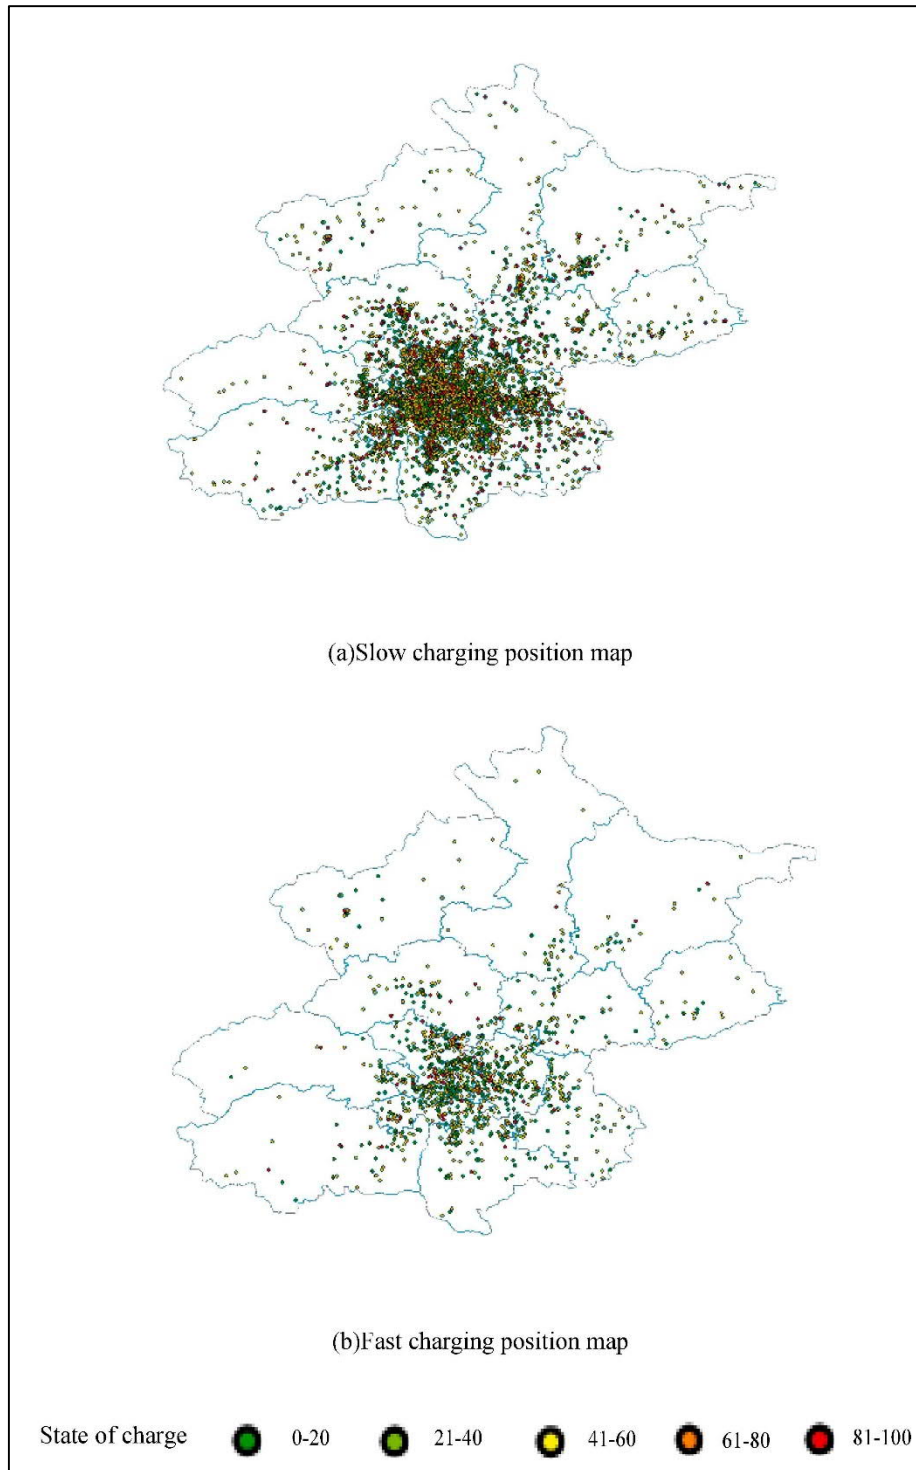 (a)Slow charging position map
(b)Fast charging position map
State of charge 0-20 21-40 41-60 61-80 81-100